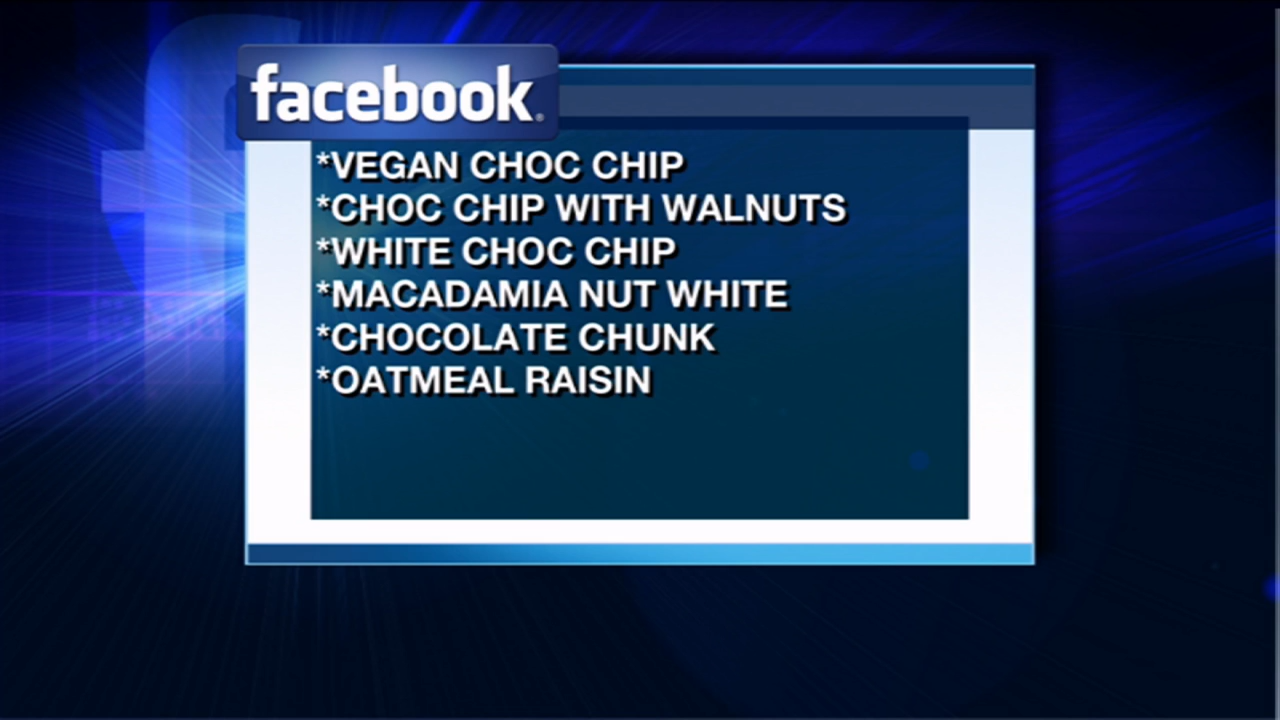 facebook®
*VEGAN CHOC CHIP
*CHOC CHIP WITH WALNUTS
*WHITE CHOC CHIP
*MACADAMIA NUT WHITE
*CHOCOLATE CHUNK
*OATMEAL RAISIN